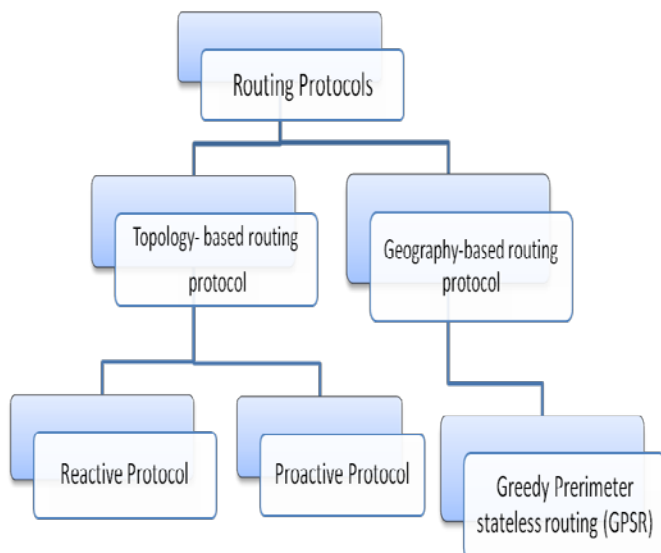 Routing Protocols
Topology- based routing
protocol
Geography-based routing
protocol
Reactive Protocol
Proactive Protocol
Greedy Prerimeter
stateless routing (GPSR)